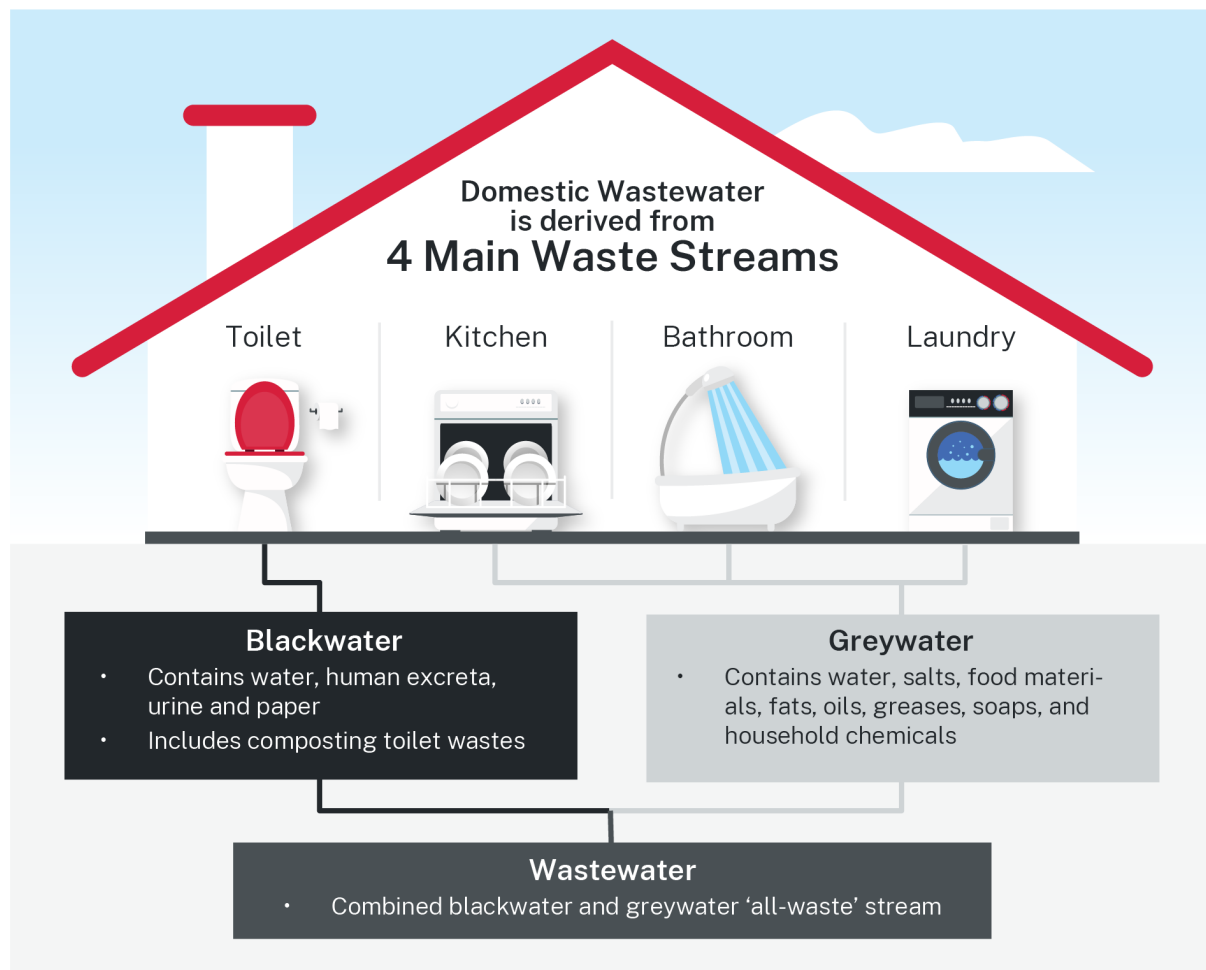 Domestic Wastewater
is derived from
4 Main Waste Streams
Toilet
Kitchen
Bathroom
Laundry
Blackwater
• Contains water, human excreta,
urine and paper
• Includes composting toilet wastes
Greywater
• Contains water, salts, food materi-
als, fats, oils, greases, soaps, and
household chemicals
Wastewater
• Combined blackwater and greywater ‘all-waste’ stream